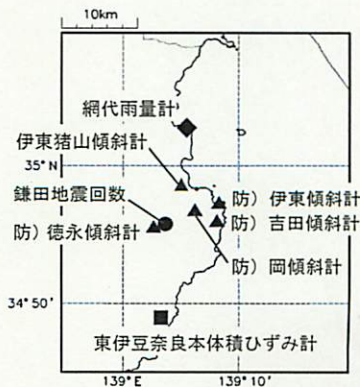 10km
網代雨量計
伊東猪山傾斜計
35°N
鎌田地震回数
防）伊東傾斜計
防）徳永傾斜計
防）吉田傾斜計
防）岡傾斜計
34°50'
東伊豆奈良本体積ひずみ計
139°E
139°10'